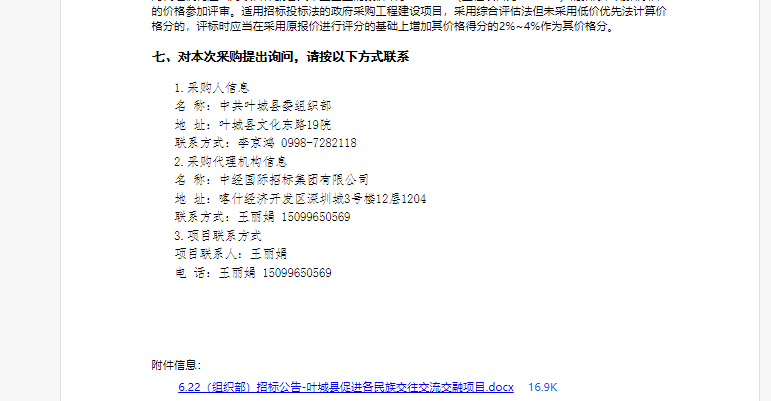 的价格参加评审。适用招标投标法的政府采购工程建设项目，采用综合评估法但未采用低价优先法计算价
格分的，评标时应当在采用原报价进行评分的基础上增加其价格得分的2%~4%作为其价格分。
七、对本次采购提出询问，请按以下方式联系
1.采购人信息
名 称：中共叶城县委组织部
地 址：叶城县文化东路19院
联系方式：李京鸿 0998-7282118
2.采购代理机构信息
名 称：中经国际招标集团有限公司
地 址：喀什经济开发区深圳城3号楼12层1204
联系方式：王丽娟 15099650569
3.项目联系方式
项目联系人：王丽娟
电 话：王丽娟 15099650569
附件信息：
6.22（组织部）招标公告-叶城县促进各民族交往交流交融项目.docx 16.9K